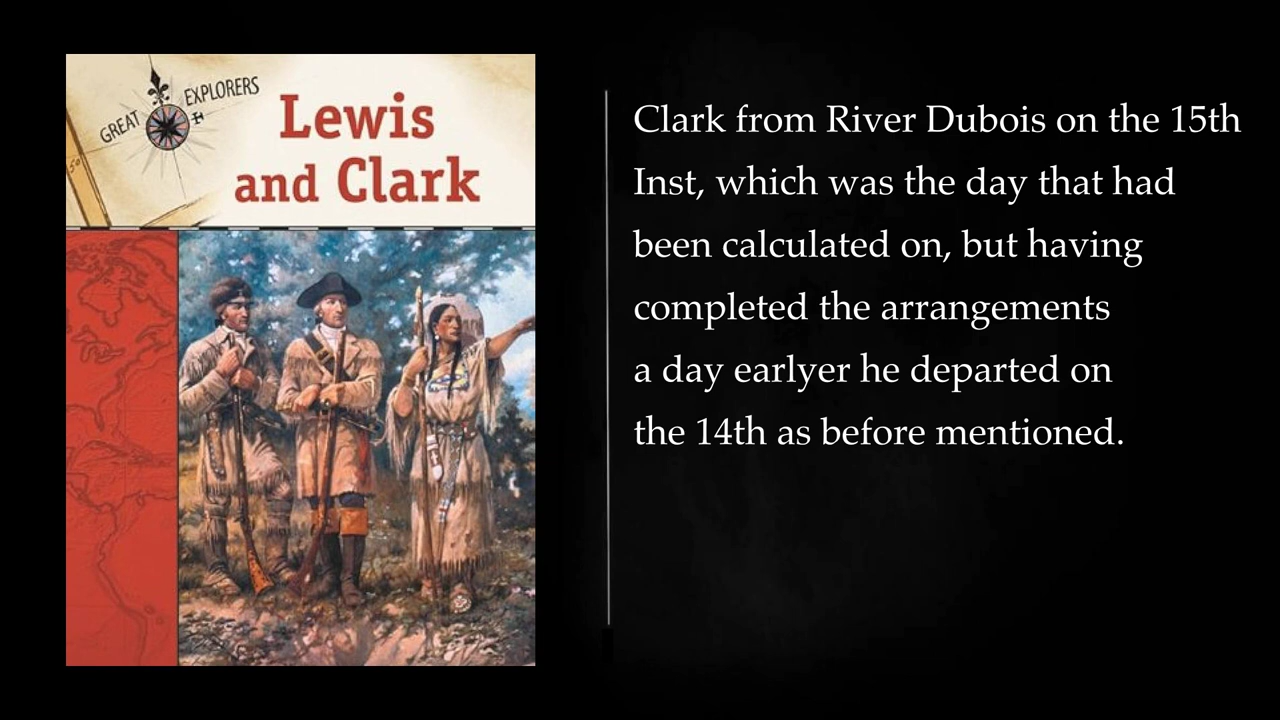 GREAT EXPLORERS
Lewis
and Clark
50
Clark from River Dubois on the 15th
Inst, which was the day that had
been calculated on, but having
completed the arrangements
a day earlyer he departed on
the 14th as before mentioned.